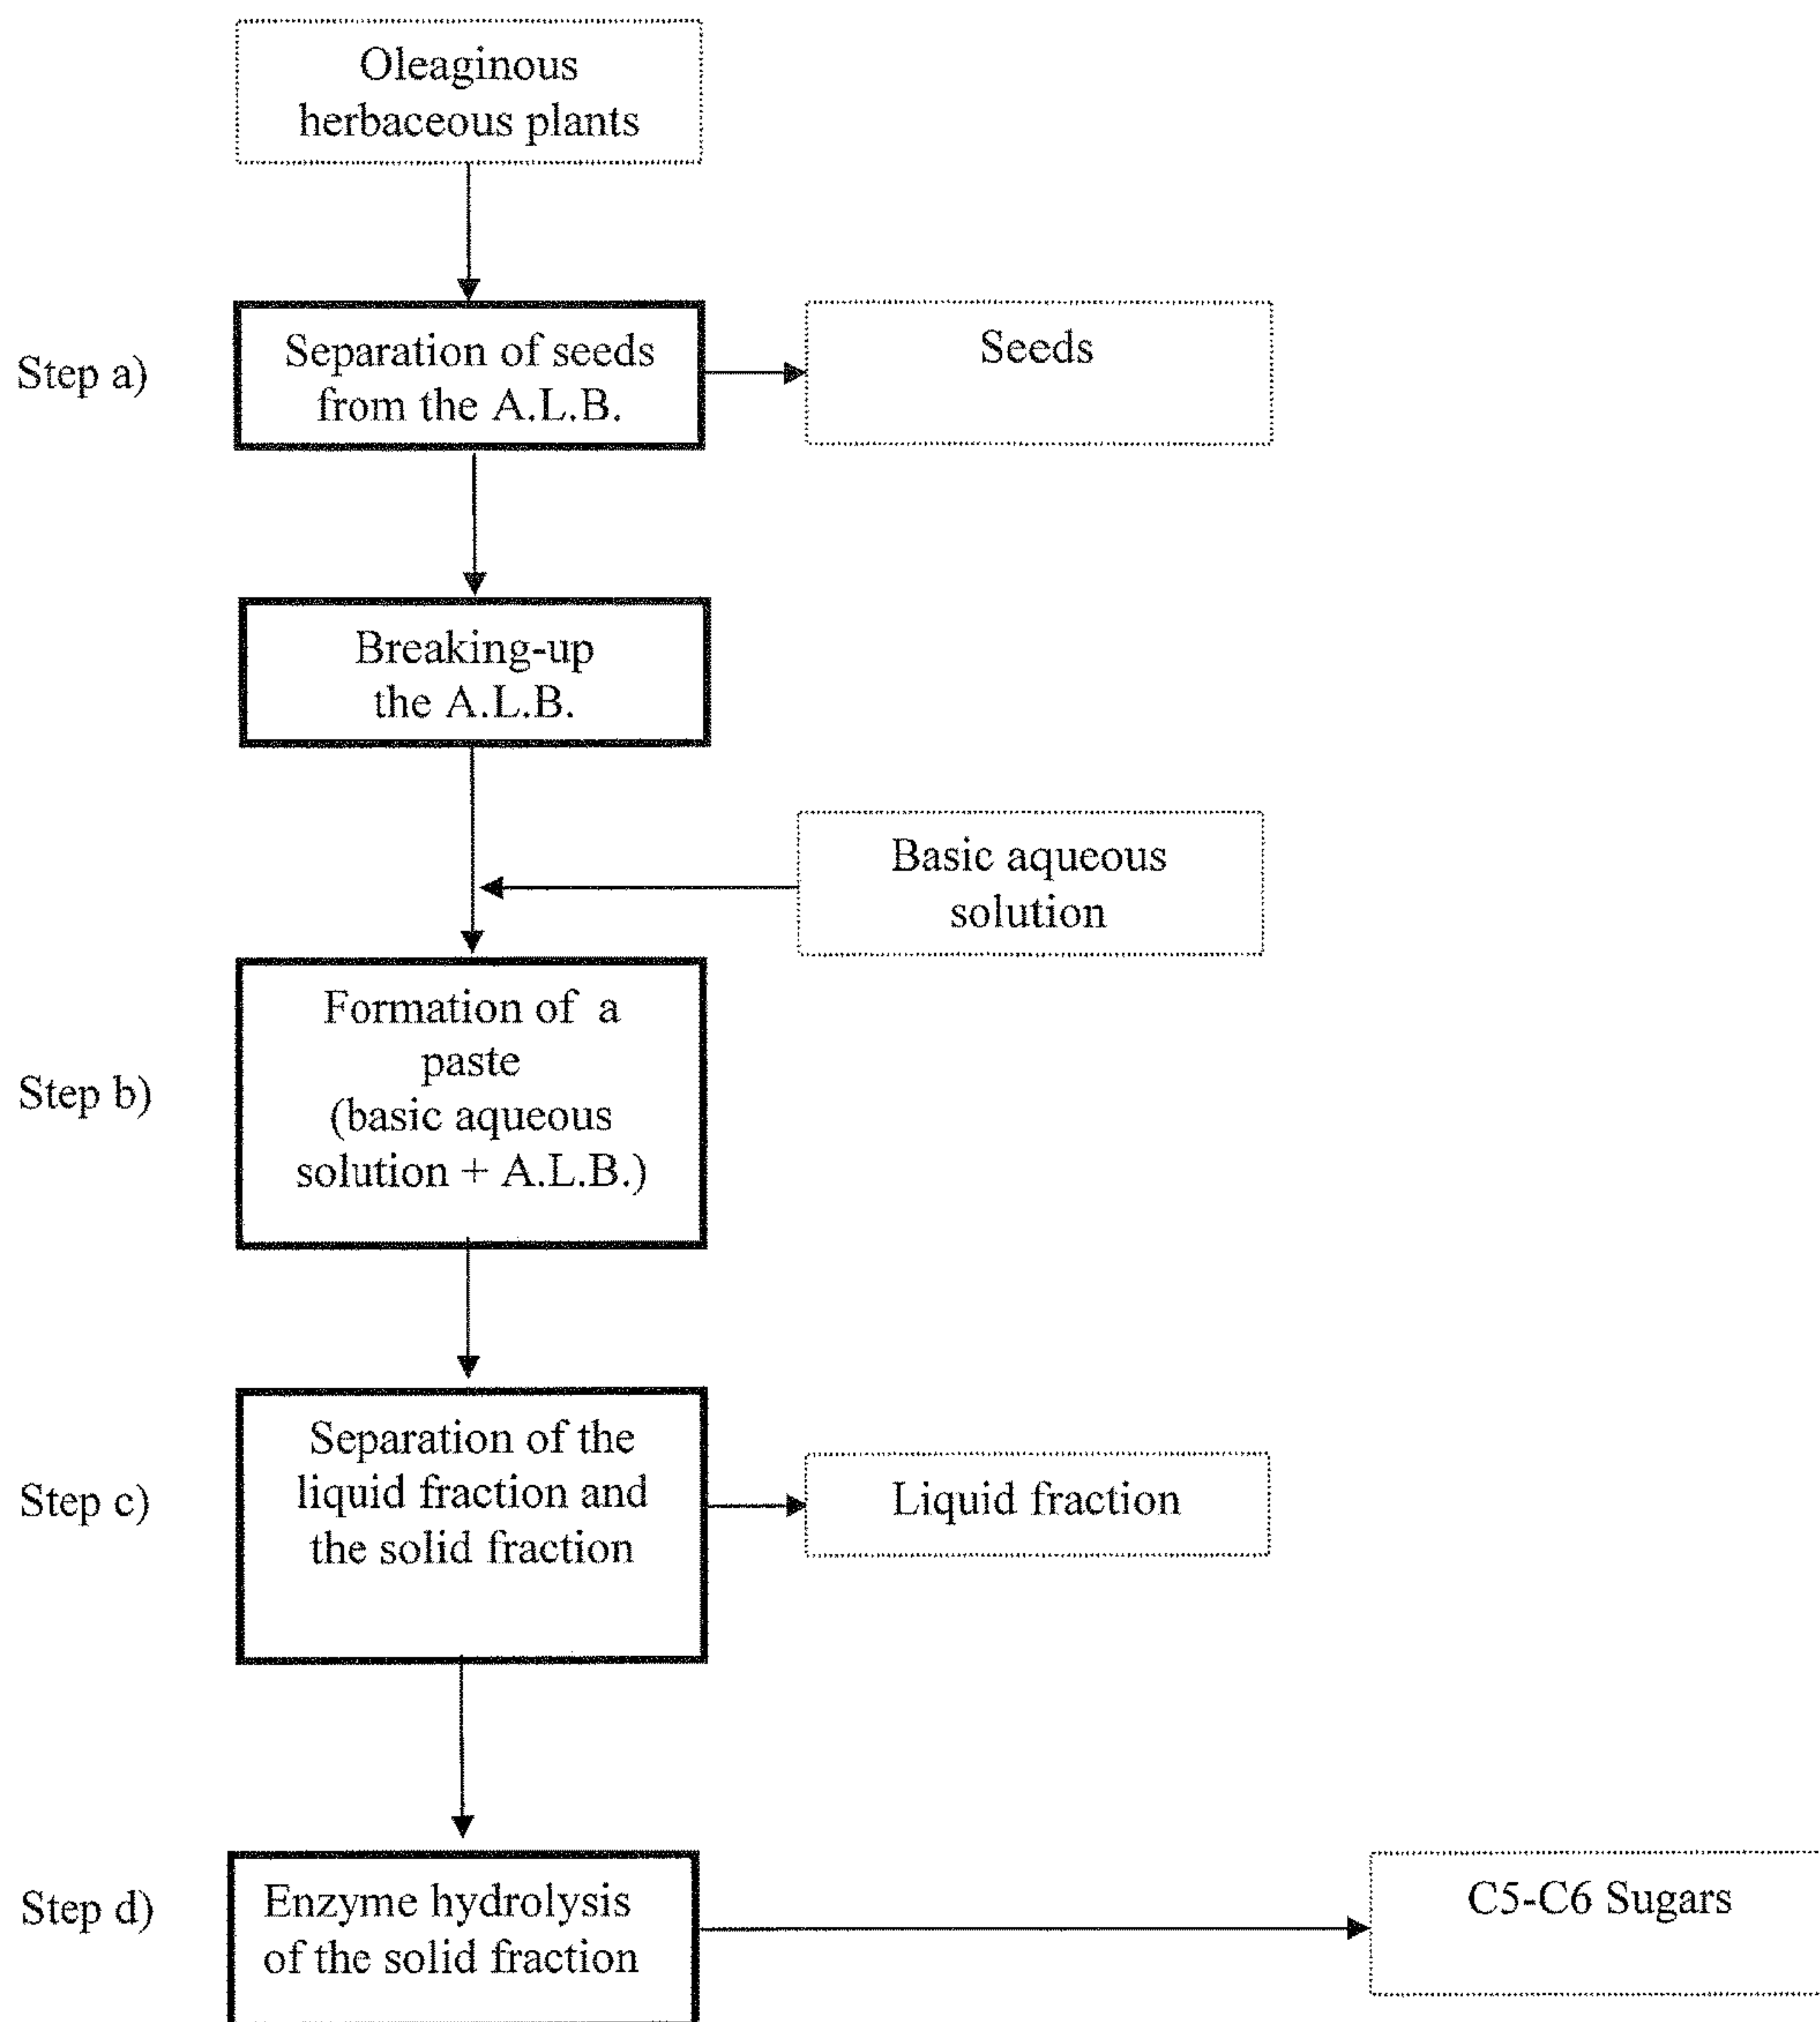 Oleaginous
herbaceous plants
Step a)
Separation of seeds
from the A.L.B.
Seeds
Breaking-up
the A.L.B.
Basic aqueous
solution
Step b)
Formation of a
paste
(basic aqueous
solution + A.L.B.)
Step c)
Separation of the
liquid fraction and
the solid fraction
Liquid fraction
Step d)
Enzyme hydrolysis
of the solid fraction
C5-C6 Sugars